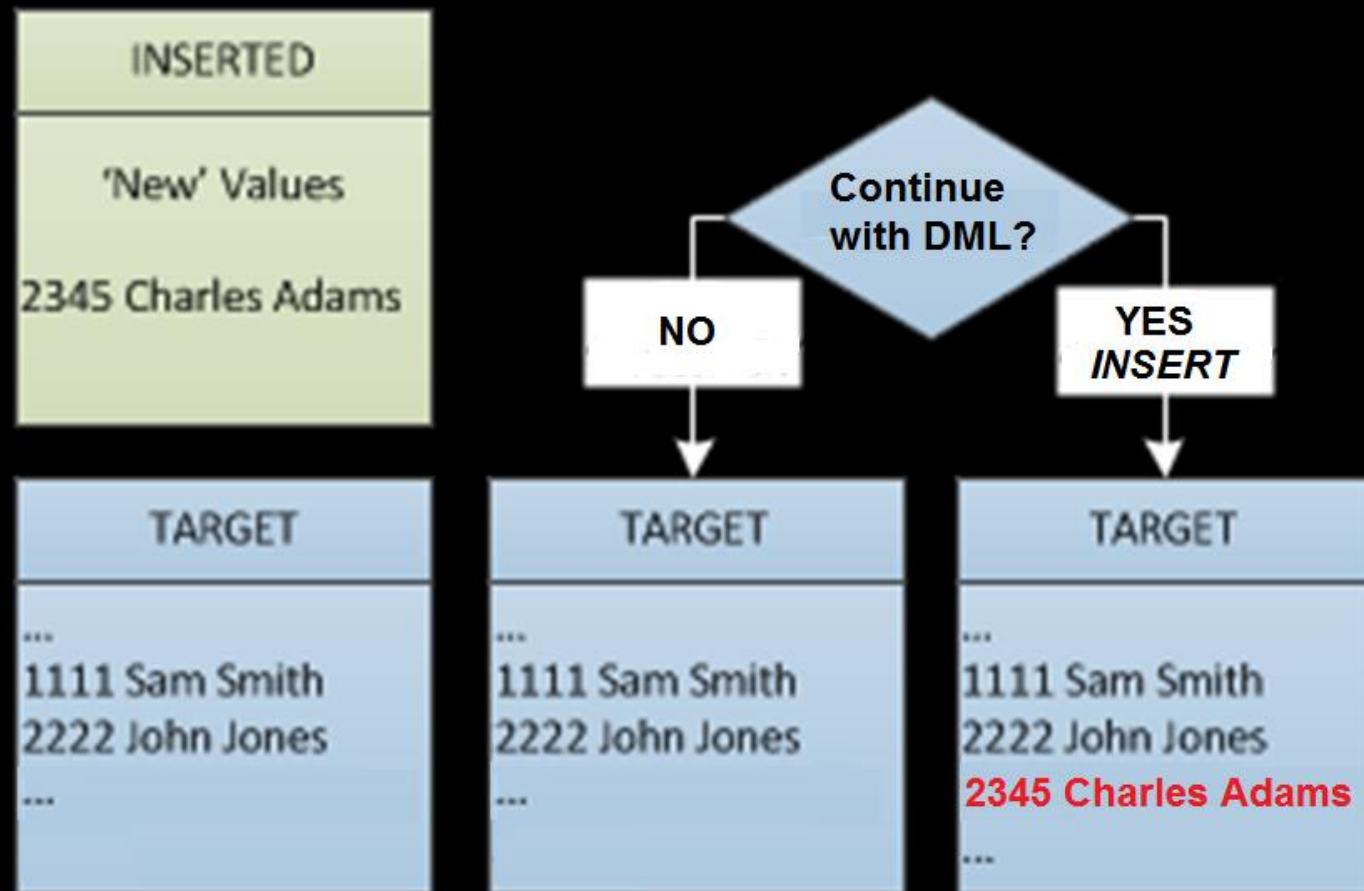 INSERTED
‘New’ Values
2345 Charles Adams
Continue
with DML?
NO
YES
INSERT
TARGET
...
1111 Sam Smith
2222 John Jones
...
TARGET
...
1111 Sam Smith
2222 John Jones
...
TARGET
...
1111 Sam Smith
2222 John Jones
2345 Charles Adams
...